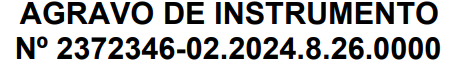 AGRAVO DE INSTRUMENTO
Nº 2372346-02.2024.8.26.0000